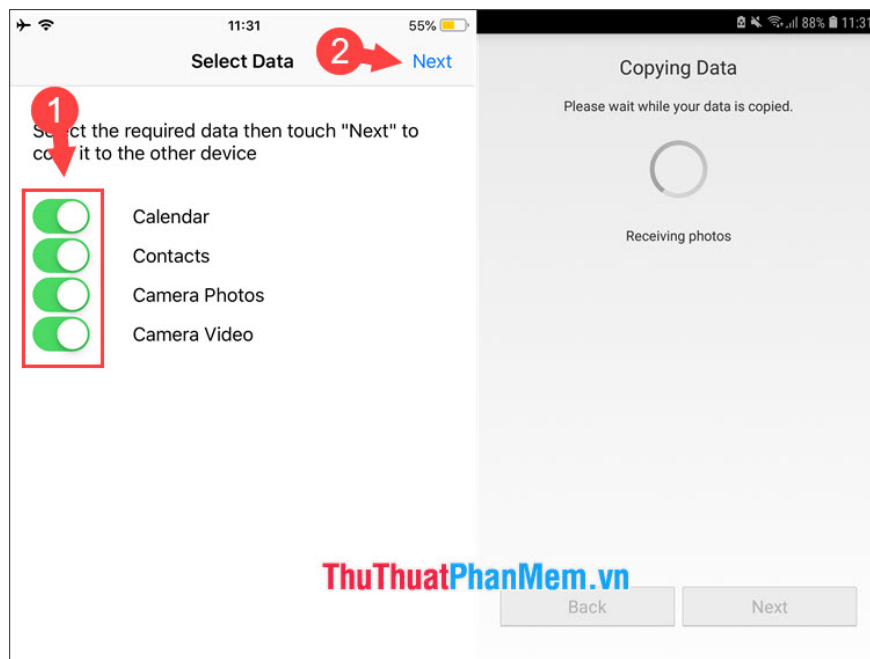 11:31
55%
Select Data
2
Next
1
Select the required data then touch "Next" to
copy it to the other device
Calendar
Contacts
Camera Photos
Camera Video
88%
11:31
Copying Data
Please wait while your data is copied.
Receiving photos
ThuThuatPhanMem.vn
Back
Next